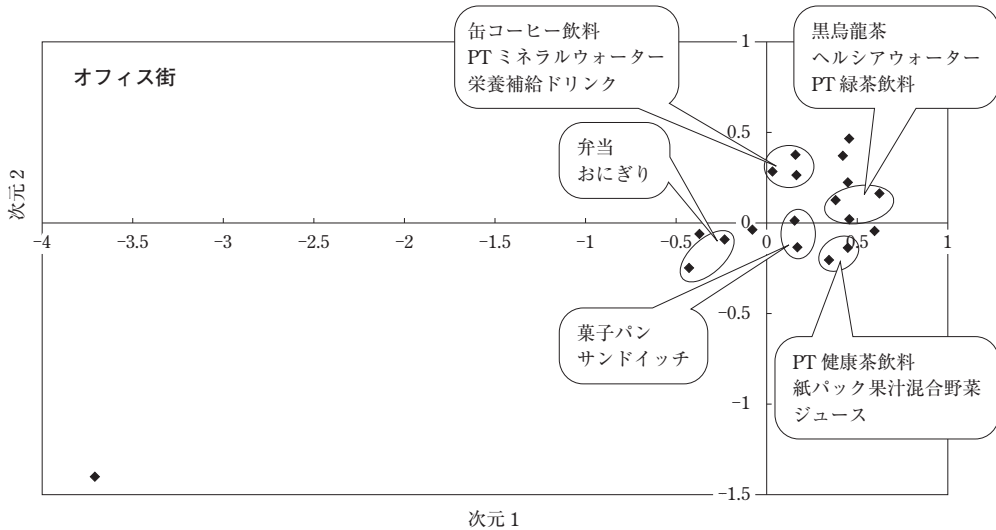 オフィス街
缶コーヒー飲料
PT ミネラルウォーター
栄養補給ドリンク
黒烏龍茶
ヘルシアウォーター
PT 緑茶飲料
弁当
おにぎり
菓子パン
サンドイッチ
PT 健康茶飲料
紙パック果汁混合野菜
ジュース
次元 2
1
0.5
0
−0.5
−1
−1.5
−4
−3.5
−3
−2.5
−2
−1.5
−1
−0.5
0
0.5
1
次元 1